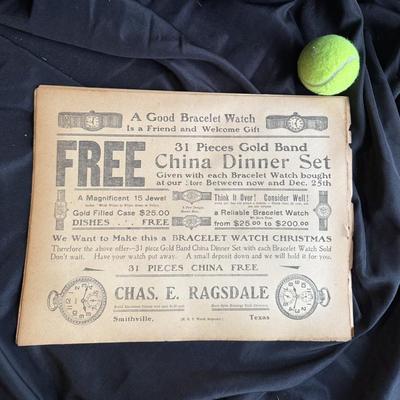 A Good Bracelet Watch
Is a Friend and Welcome Gift
FREE
31 Pieces Gold Band
China Dinner Set
Given with each Bracelet Watch bought
at our Store Between now and Dec. 25th
A Magnificent 15 Jewel
Gold Filled Case $25.00
DISHES . . . FREE
Think It Over! Consider Well!
a Reliable Bracelet Watch
from $25.00 to $200.00
We Want to Make this a BRACELET WATCH CHRISTMAS
Therefore the above offer—31 piece Gold Band China Dinner Set with each Bracelet Watch Sold
Don't wait. Have your watch put away. A small deposit down and we will hold it for you.
31 PIECES CHINA FREE
CHAS. E. RAGSDALE
Smithville, Texas